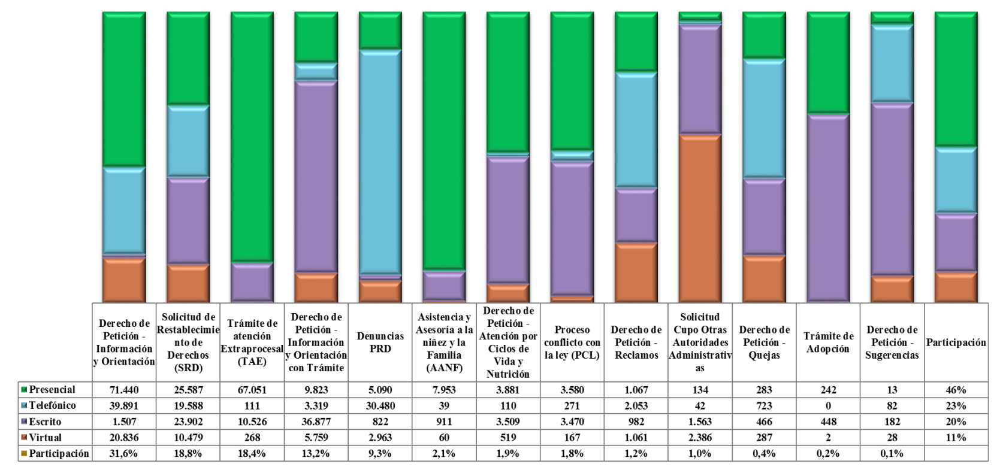 Derecho de
Petición -
Información
y Orientación
Solicitud de
Restablecimie
nto de
Derechos
(SRD)
Trámite de
atención
Extraprocesal
(TAE)
Derecho de
Petición -
Información
y Orientación
con Trámite
Denuncias
PRD
Asistencia y
Asesoría a la
niñez y la
Familia
(AANF)
Derecho de
Petición -
Atención por
Ciclos de
Vida y
Nutrición
Proceso
conflicto con
la ley (PCL)
Derecho de
Petición -
Reclamos
Solicitud
Cupo Otras
Autoridades
Administrativ
as
Derecho de
Petición -
Quejas
Trámite de
Adopción
Derecho de
Petición -
Sugerencias
Participación
Presencial 71.440 25.587 67.051 9.823 5.090 7.953 3.881 3.580 1.067 134 283 242 13 46%
Telefónico 39.891 19.588 111 3.319 30.480 39 110 271 2.053 42 723 0 82 23%
Escrito 1.507 23.902 10.526 36.877 822 911 3.509 3.470 982 1.563 466 448 182 20%
Virtual 20.836 10.479 268 5.759 2.963 60 519 167 1.061 2.386 287 2 28 11%
Participación 31,6% 18,8% 18,4% 13,2% 9,3% 2,1% 1,9% 1,8% 1,2% 1,0% 0,4% 0,2% 0,1%